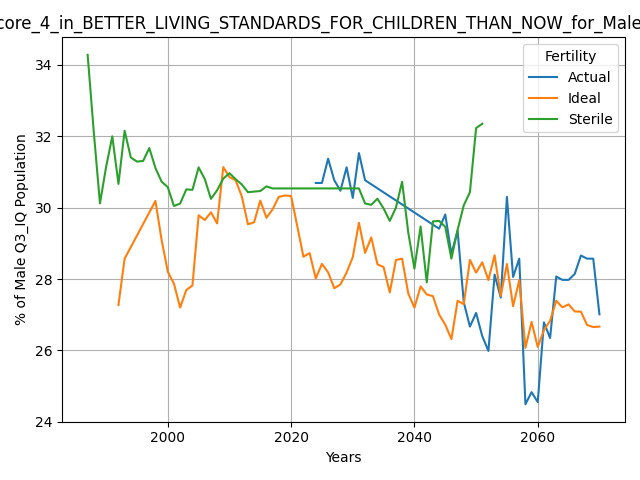 core_4_in_BETTER_LIVING_STANDARDS_FOR_CHILDREN_THAN_NOW_for_Male
Fertility
Actual
Ideal
Sterile
% of Male Q3_IQ Population
34
32
30
28
26
24
2000
2020
2040
2060
Years